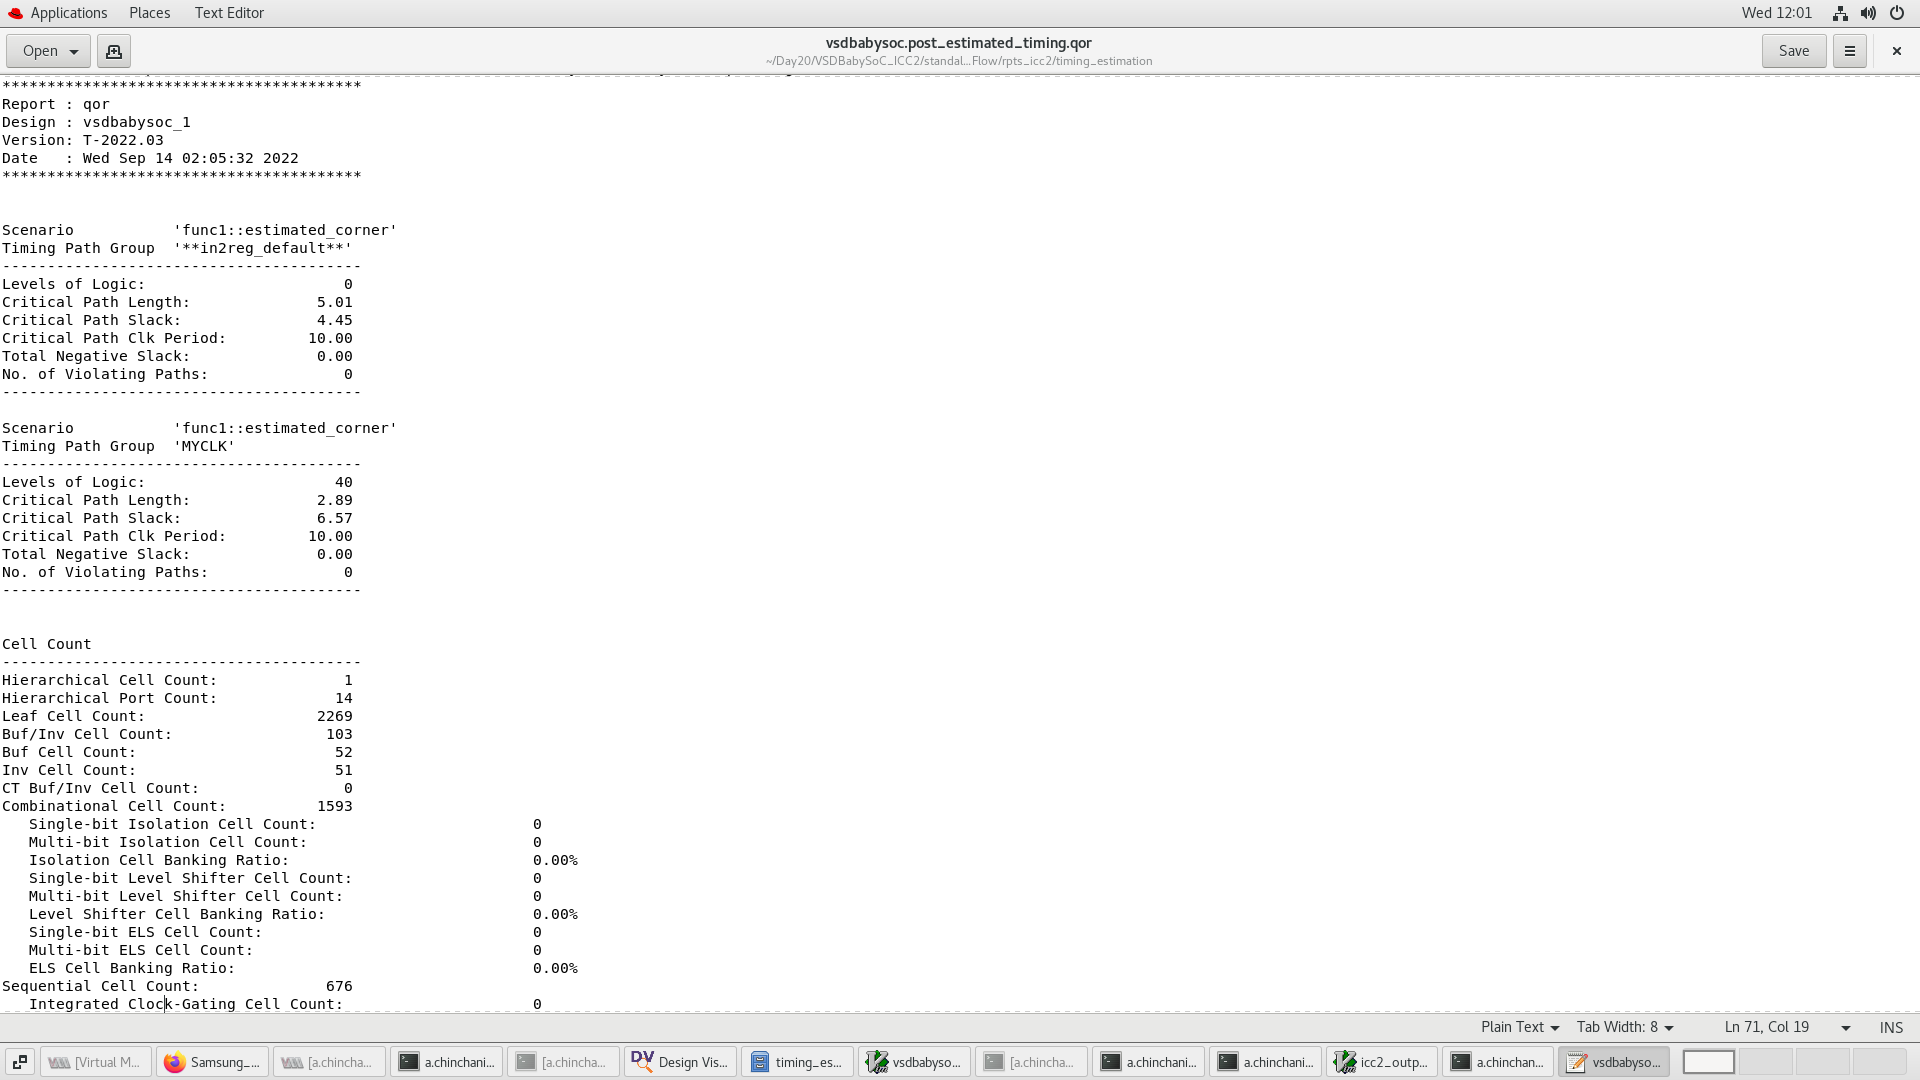 Applications Places Text Editor Wed 12:01
Open vsdbabysoc.post_estimated_timing.qor Save
~/Day20/VSDBabySoC_ICC2/standal...Flow/rpts_icc2/timing_estimation
****************************************
Report : qor
Design : vsdbabysoc_1
Version: T-2022.03
Date   : Wed Sep 14 02:05:32 2022
****************************************
Scenario           'func1::estimated_corner'
Timing Path Group  '**in2reg_default**'
----------------------------------------
Levels of Logic:                      0
Critical Path Length:              5.01
Critical Path Slack:               4.45
Critical Path Clk Period:         10.00
Total Negative Slack:              0.00
No. of Violating Paths:               0
----------------------------------------
Scenario           'func1::estimated_corner'
Timing Path Group  'MYCLK'
----------------------------------------
Levels of Logic:                     40
Critical Path Length:              2.89
Critical Path Slack:               6.57
Critical Path Clk Period:         10.00
Total Negative Slack:              0.00
No. of Violating Paths:               0
----------------------------------------
Cell Count
----------------------------------------
Hierarchical Cell Count:              1
Hierarchical Port Count:             14
Leaf Cell Count:                   2269
Buf/Inv Cell Count:                 103
Buf Cell Count:                      52
Inv Cell Count:                      51
CT Buf/Inv Cell Count:                0
Combinational Cell Count:          1593
   Single-bit Isolation Cell Count:                        0
   Multi-bit Isolation Cell Count:                         0
   Isolation Cell Banking Ratio:                           0.00%
   Single-bit Level Shifter Cell Count:                    0
   Multi-bit Level Shifter Cell Count:                     0
   Level Shifter Cell Banking Ratio:                       0.00%
   Single-bit ELS Cell Count:                              0
   Multi-bit ELS Cell Count:                               0
   ELS Cell Banking Ratio:                                 0.00%
Sequential Cell Count:              676
   Integrated Clock-Gating Cell Count:                     0
Plain Text Tab Width: 8 Ln 71, Col 19 INS
[Virtual M... Samsung_... [a.chincha... a.chinchani... [a.chincha... DV Design Vis... timing_es... vsdbabyso... [a.chincha... a.chinchani... a.chinchani... icc2_outp... a.chinchan... vsdbabyso...